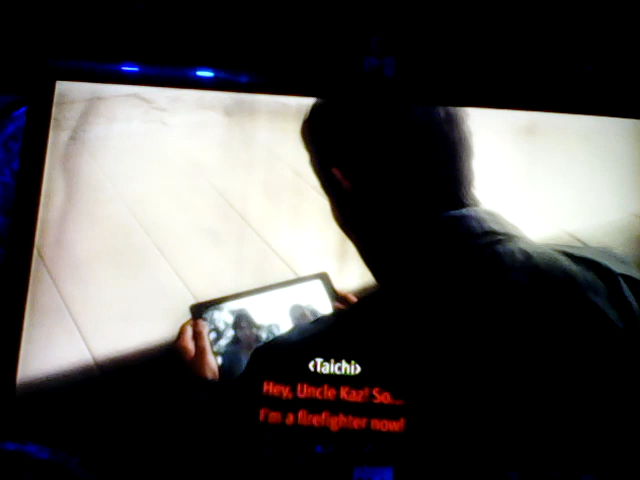 ‹Taichi›
Hey, Uncle Kaz! So...
I'm a firefighter now!